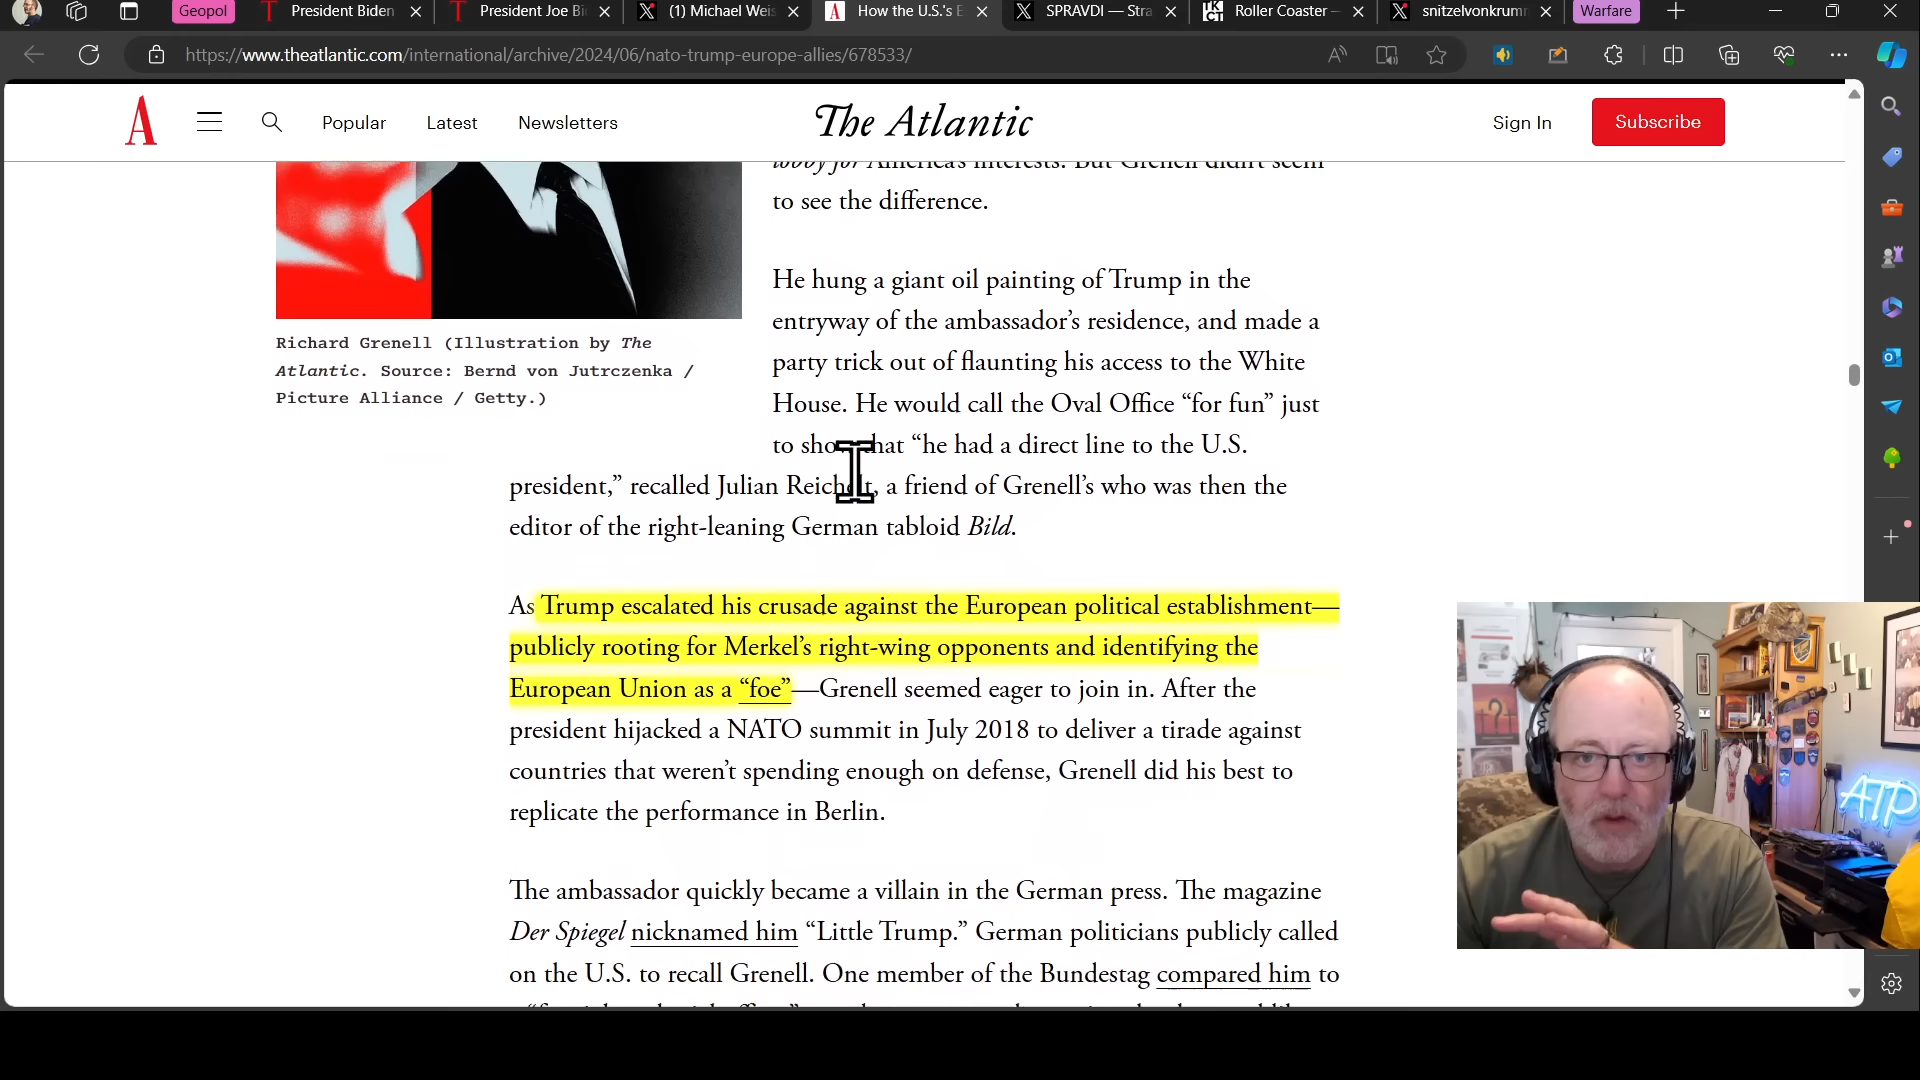 Geopol
President Biden
President Joe Bi
(1) Michael Weis
How the U.S.'s E
SPRAVDI — Stra
Roller Coaster –
snitzelvonkrum
Warfare
https://www.theatlantic.com/international/archive/2024/06/nato-trump-europe-allies/678533/
Popular
Latest
Newsletters
The Atlantic
Sign In
Subscribe
lobby for America's interests. But Grenell didn't seem
to see the difference.
He hung a giant oil painting of Trump in the
entryway of the ambassador's residence, and made a
party trick out of flaunting his access to the White
House. He would call the Oval Office “for fun” just
to show that “he had a direct line to the U.S.
president,” recalled Julian Reichelt, a friend of Grenell's who was then the
editor of the right-leaning German tabloid Bild.
Richard Grenell (Illustration by The
Atlantic. Source: Bernd von Jutrczenka /
Picture Alliance / Getty.)
As Trump escalated his crusade against the European political establishment—
publicly rooting for Merkel's right-wing opponents and identifying the
European Union as a “foe”—Grenell seemed eager to join in. After the
president hijacked a NATO summit in July 2018 to deliver a tirade against
countries that weren't spending enough on defense, Grenell did his best to
replicate the performance in Berlin.
The ambassador quickly became a villain in the German press. The magazine
Der Spiegel nicknamed him “Little Trump.” German politicians publicly called
on the U.S. to recall Grenell. One member of the Bundestag compared him to
ATP